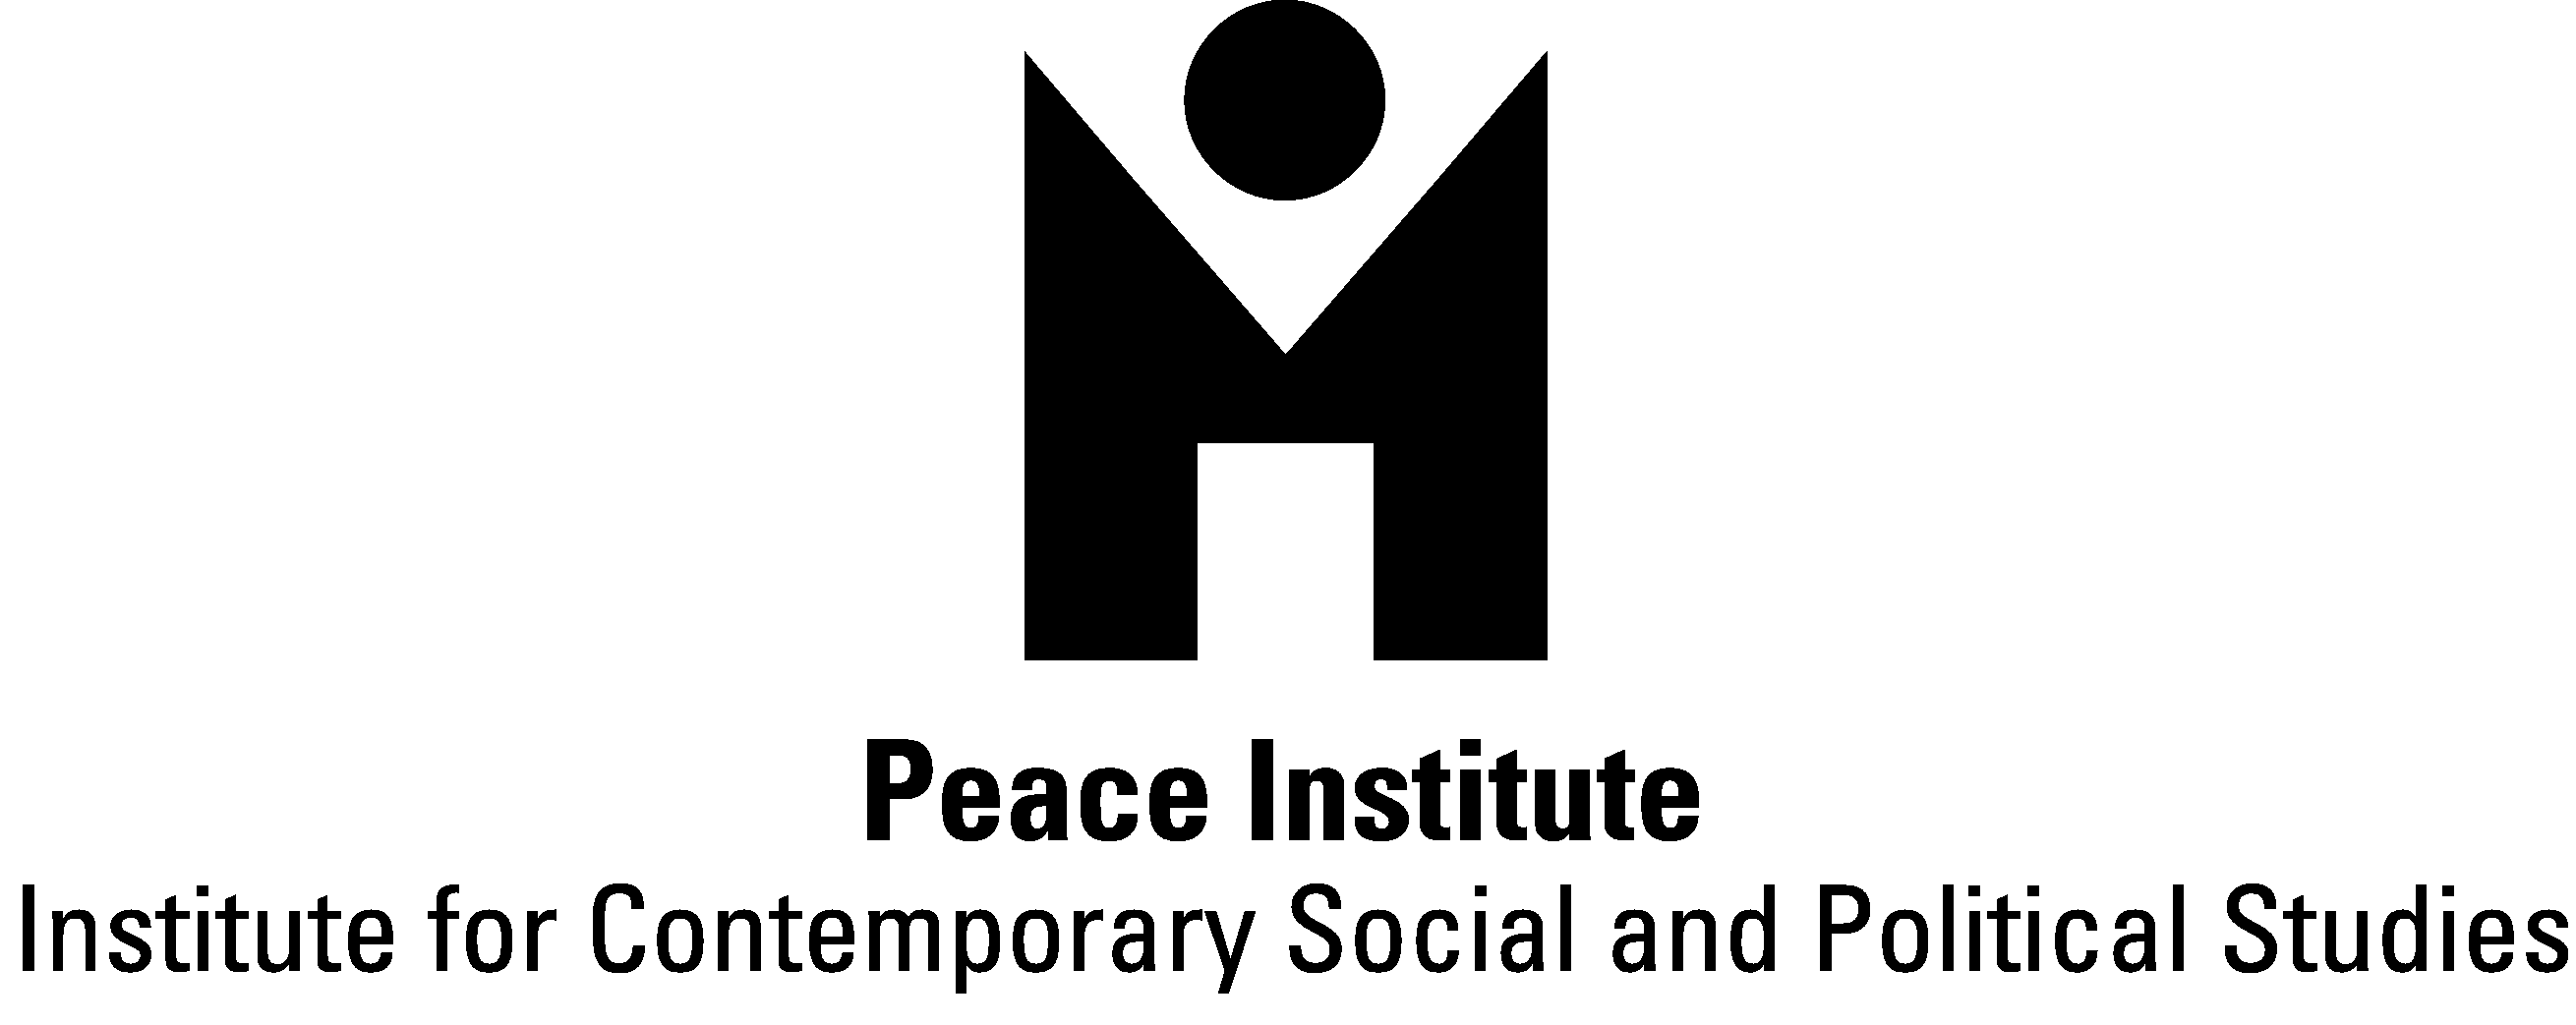 Peace Institute
Institute for Contemporary Social and Political Studies